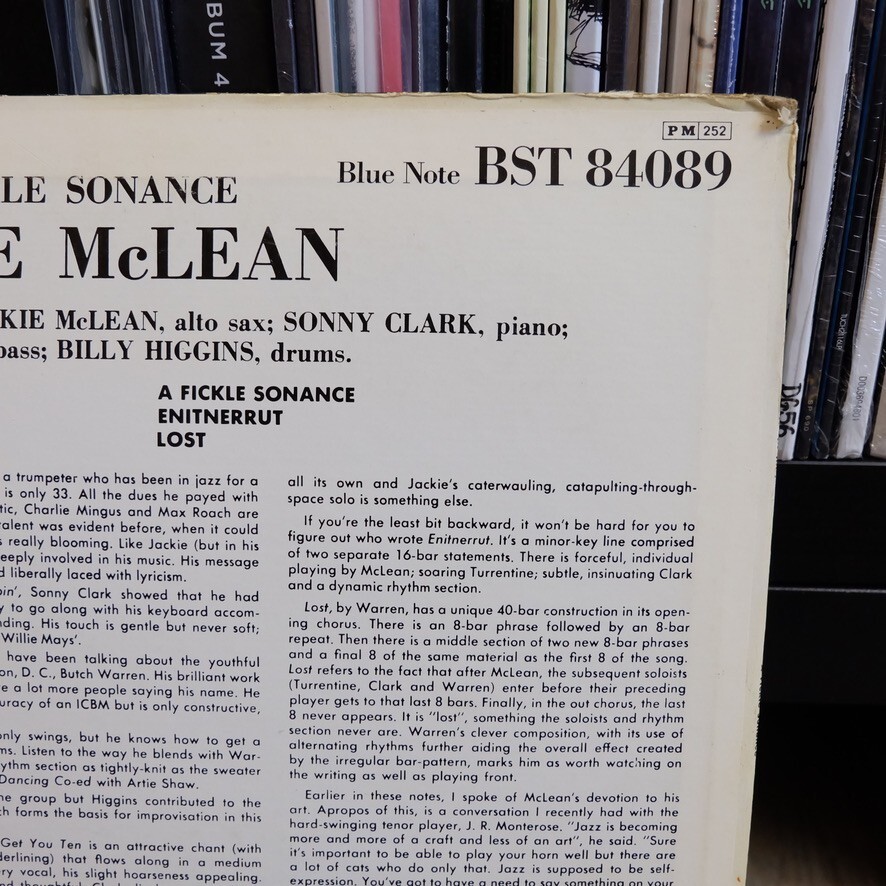 BUM 4
PM 252
Blue Note BST 84089
LE SONANCE
E McLEAN
KIE McLEAN, alto sax; SONNY CLARK, piano;
bass; BILLY HIGGINS, drums.
A FICKLE SONANCE
ENITNERRUT
LOST
a trumpeter who has been in jazz for a
is only 33. All the dues he payed with
tic, Charlie Mingus and Max Roach are
talent was evident before, when it could
s really blooming. Like Jackie (but in his
eeply involved in his music. His message
d liberally laced with lyricism.
pin', Sonny Clark showed that he had
y to go along with his keyboard accom-
nding. His touch is gentle but never soft;
Willie Mays'.
have been talking about the youthful
on, D. C., Butch Warren. His brilliant work
e a lot more people saying his name. He
uracy of an ICBM but is only constructive,
only swings, but he knows how to get a
ms. Listen to the way he blends with War-
ythm section as tightly-knit as the sweater
Dancing Co-ed with Artie Shaw.
he group but Higgins contributed to the
ch forms the basis for improvisation in this
Get You Ten is an attractive chant (with
derlining) that flows along in a medium
ry vocal, his slight hoarseness appealing.
all its own and Jackie's caterwauling, catapulting-through-
space solo is something else.
If you're the least bit backward, it won't be hard for you to
figure out who wrote Enitnerrut. It's a minor-key line comprised
of two separate 16-bar statements. There is forceful, individual
playing by McLean; soaring Turrentine; subtle, insinuating Clark
and a dynamic rhythm section.
Lost, by Warren, has a unique 40-bar construction in its open-
ing chorus. There is an 8-bar phrase followed by an 8-bar
repeat. Then there is a middle section of two new 8-bar phrases
and a final 8 of the same material as the first 8 of the song.
Lost refers to the fact that after McLean, the subsequent soloists
(Turrentine, Clark and Warren) enter before their preceding
player gets to that last 8 bars. Finally, in the out chorus, the last
8 never appears. It is "lost", something the soloists and rhythm
section never are. Warren's clever composition, with its use of
alternating rhythms further aiding the overall effect created
by the irregular bar-pattern, marks him as worth watching on
the writing as well as playing front.
Earlier in these notes, I spoke of McLean's devotion to his
art. Apropos of this, is a conversation I recently had with the
hard-swinging tenor player, J. R. Monterose. "Jazz is becoming
more and more of a craft and less of an art", he said. "Sure
it's important to be able to play your horn well but there are
a lot of cats who do only that. Jazz is supposed to be self-
expression. You've got to have a need to say something on your